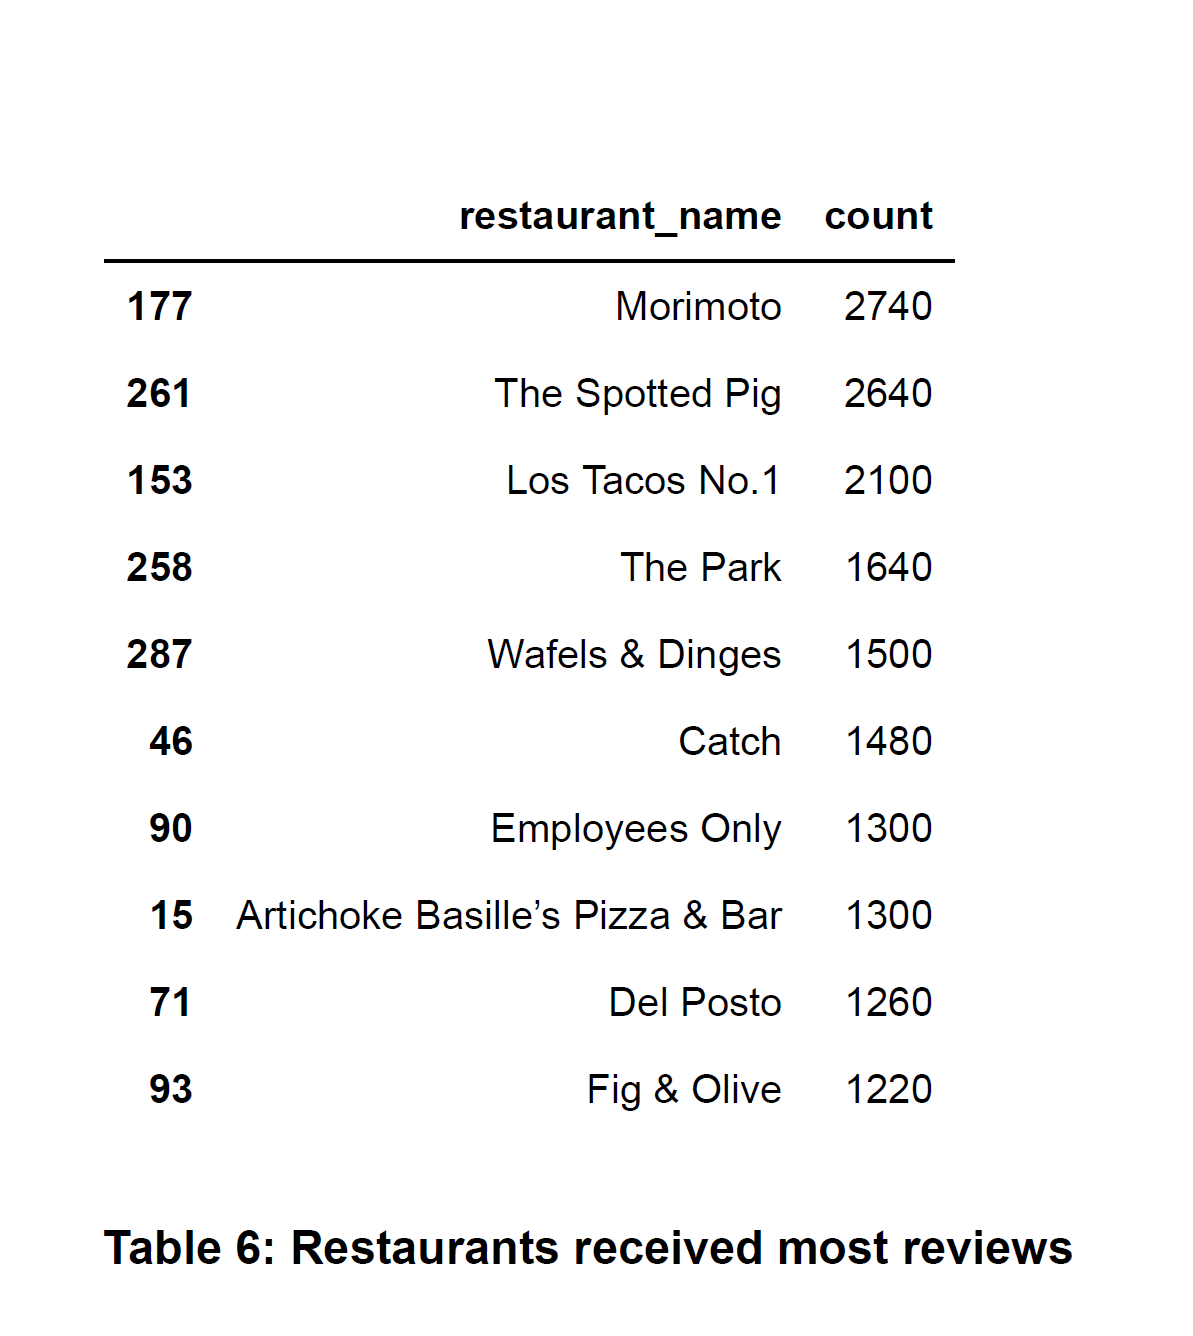 restaurant_name count
177 Morimoto 2740
261 The Spotted Pig 2640
153 Los Tacos No.1 2100
258 The Park 1640
287 Wafels & Dinges 1500
46 Catch 1480
90 Employees Only 1300
15 Artichoke Basille’s Pizza & Bar 1300
71 Del Posto 1260
93 Fig & Olive 1220
Table 6: Restaurants received most reviews